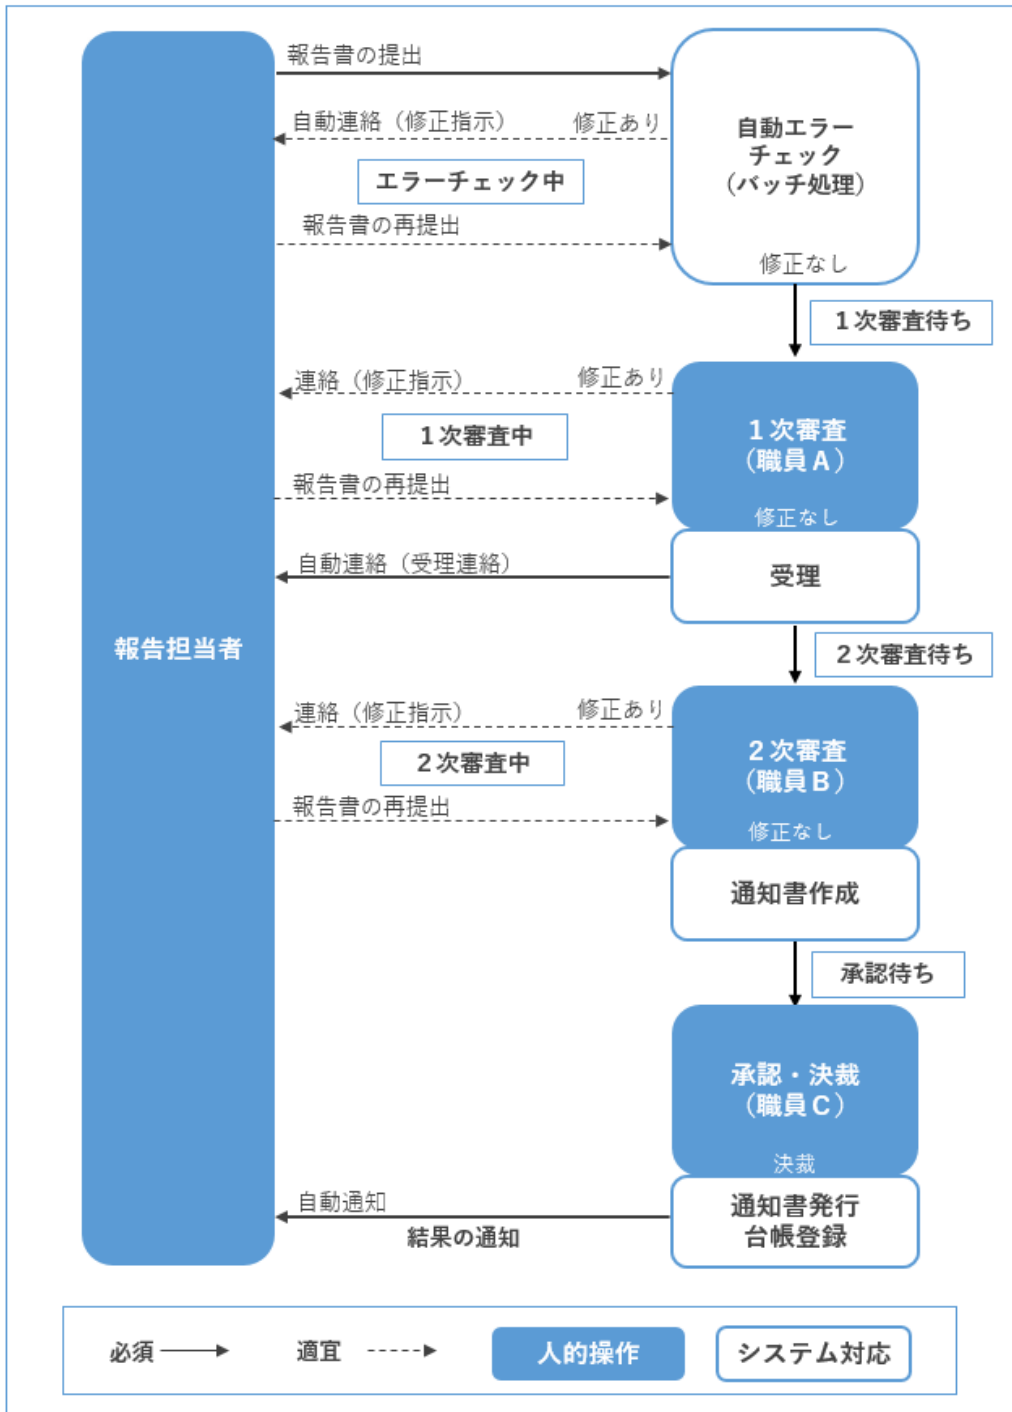 報告書の提出
自動連絡（修正指示）
修正あり
エラーチェック中
報告書の再提出
自動エラー
チェック
（バッチ処理）
修正なし
１次審査待ち
連絡（修正指示）
修正あり
１次審査中
報告書の再提出
１次審査
（職員Ａ）
修正なし
自動連絡（受理連絡）
受理
報告担当者
２次審査待ち
連絡（修正指示）
修正あり
２次審査中
報告書の再提出
２次審査
（職員Ｂ）
修正なし
通知書作成
承認待ち
承認・決裁
（職員Ｃ）
決裁
自動通知
結果の通知
通知書発行
台帳登録
必須
適宜
人的操作
システム対応